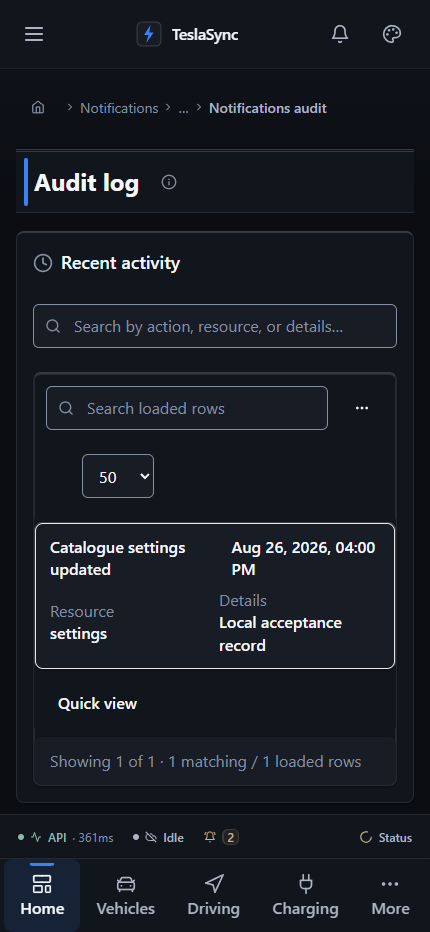 TeslaSync
Notifications
...
Notifications audit
Audit log
Recent activity
Search by action, resource, or details...
Search loaded rows
50
Catalogue settings
updated
Aug 26, 2026, 04:00
PM
Resource
settings
Details
Local acceptance
record
Quick view
Showing 1 of 1 · 1 matching / 1 loaded rows
API · 361ms
Idle
2
Status
Home
Vehicles
Driving
Charging
More